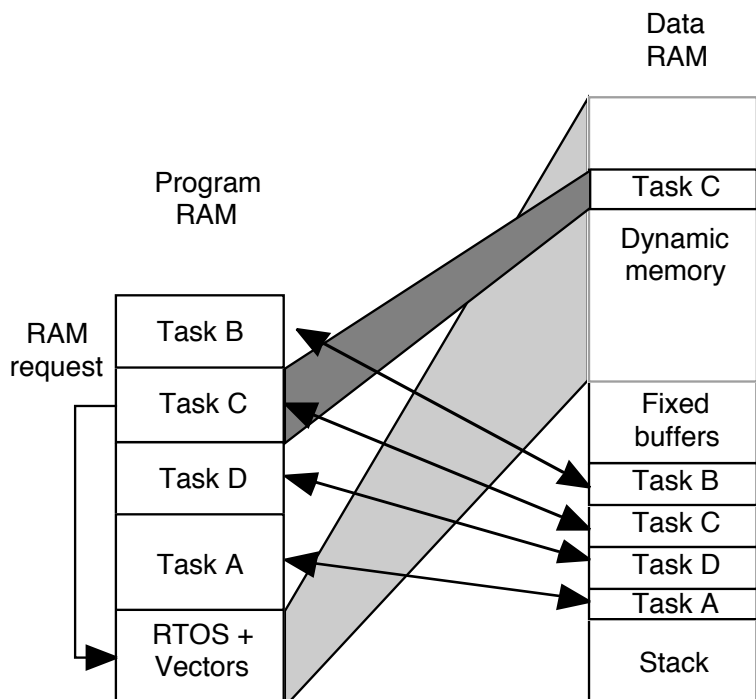 Data
RAM
Program
RAM
RAM
request
Task B
Task C
Task D
Task A
RTOS +
Vectors
Task C
Dynamic
memory
Fixed
buffers
Task B
Task C
Task D
Task A
Stack